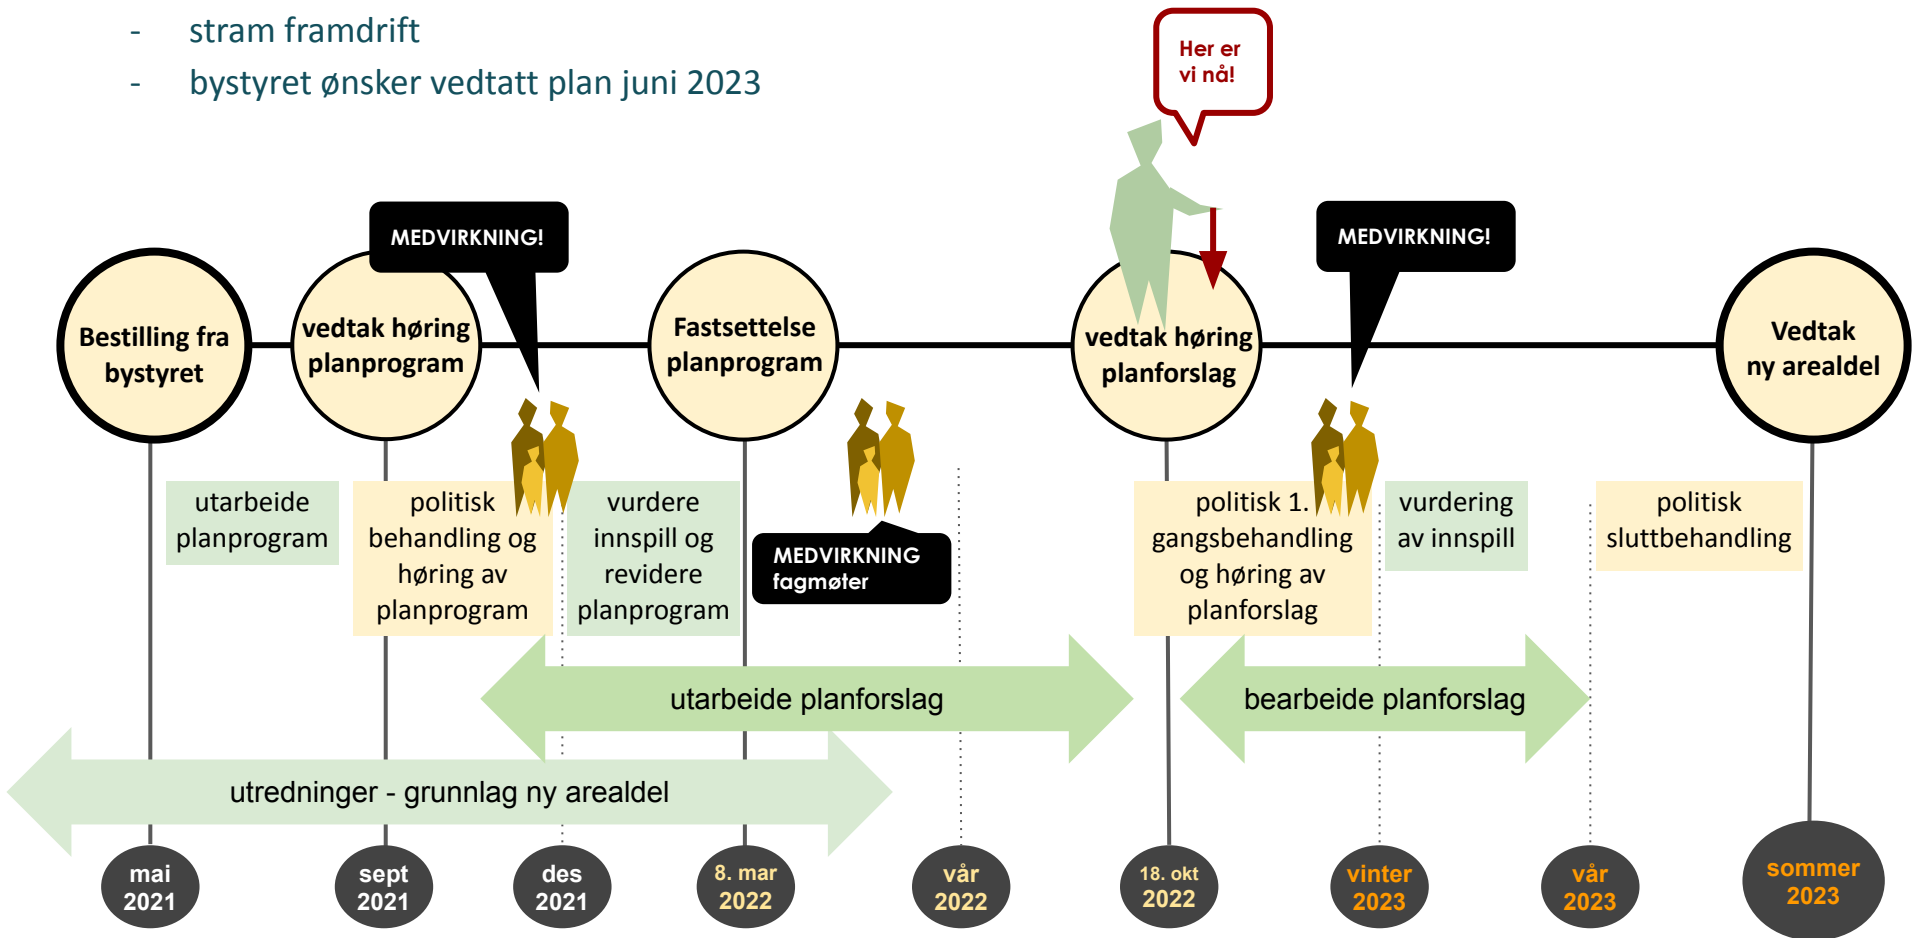 - stram framdrift
- bystyret ønsker vedtatt plan juni 2023
Her er
vi nå!
MEDVIRKNING!
MEDVIRKNING!
Bestilling fra
bystyret
vedtak høring
planprogram
Fastsettelse
planprogram
vedtak høring
planforslag
Vedtak
ny arealdel
utarbeide
planprogram
politisk
behandling og
høring av
planprogram
vurdere
innspill og
revidere
planprogram
MEDVIRKNING
fagmøter
politisk 1.
gangsbehandling
og høring av
planforslag
vurdering
av innspill
politisk
sluttbehandling
utarbeide planforslag
bearbeide planforslag
utredninger - grunnlag ny arealdel
mai
2021
sept
2021
des
2021
8. mar
2022
vår
2022
18. okt
2022
vinter
2023
vår
2023
sommer
2023